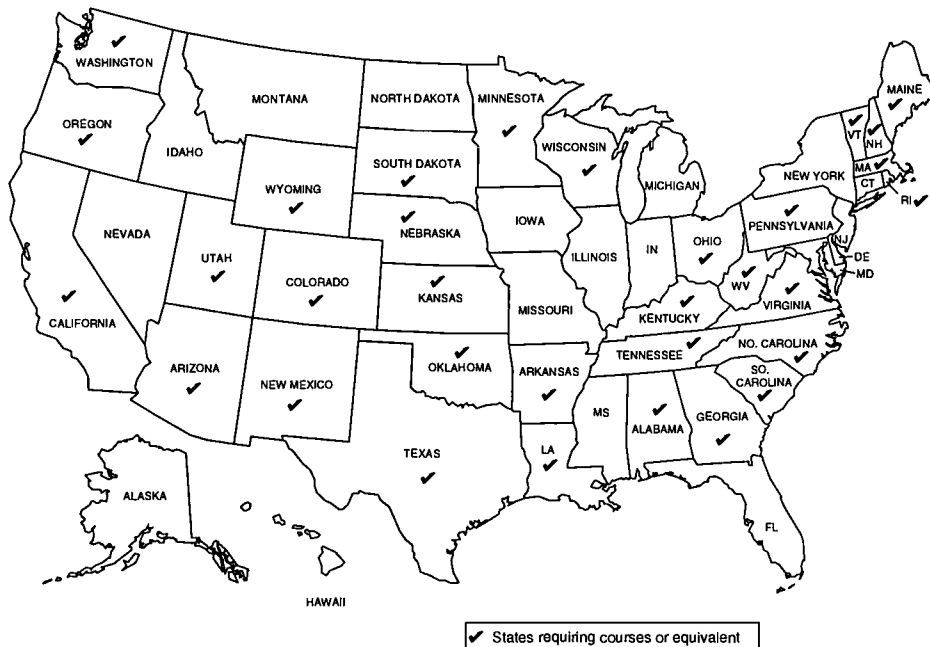 WASHINGTON
MONTANA
NORTH DAKOTA
MINNESOTA
MAINE
OREGON
IDAHO
SOUTH DAKOTA
WISCONSIN
VT
NH
WYOMING
MICHIGAN
NEW YORK
MA
CT
RI
NEVADA
NEBRASKA
IOWA
PENNSYLVANIA
UTAH
ILLINOIS
IN
OHIO
NJ
DE
MD
COLORADO
KANSAS
WV
CALIFORNIA
MISSOURI
KENTUCKY
VIRGINIA
ARIZONA
NEW MEXICO
OKLAHOMA
ARKANSAS
TENNESSEE
NO. CAROLINA
SO.
CAROLINA
MS
ALABAMA
GEORGIA
TEXAS
LA
ALASKA
FL
HAWAII
✔ States requiring courses or equivalent